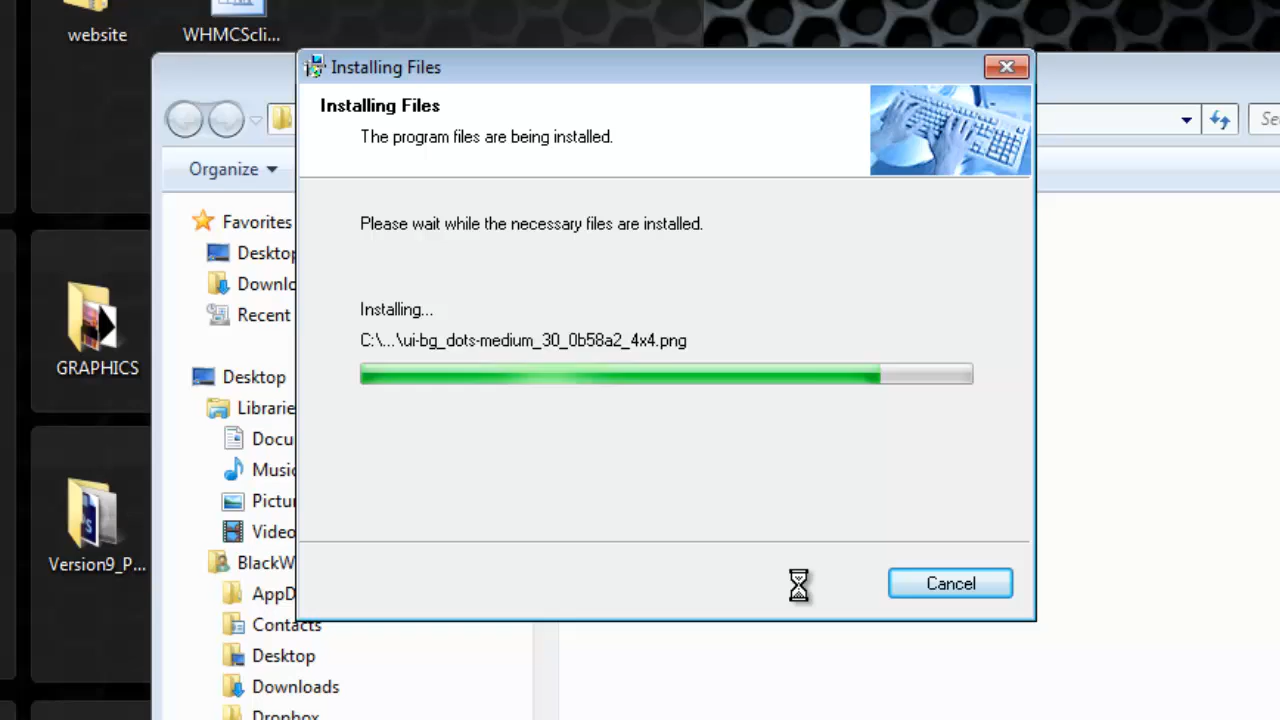 website
WHMCScli...
Installing Files
Installing Files
The program files are being installed.
Organize
Please wait while the necessary files are installed.
Favorites
Desktop
Downlo
Recent
Installing...
C:\...\ui-bg_dots-medium_30_0b58a2_4x4.png
GRAPHICS
Desktop
Librarie
Docu
Music
Pictur
Video
Version9_P...
BlackW
AppD
Contacts
Desktop
Downloads
Dropbox
Cancel